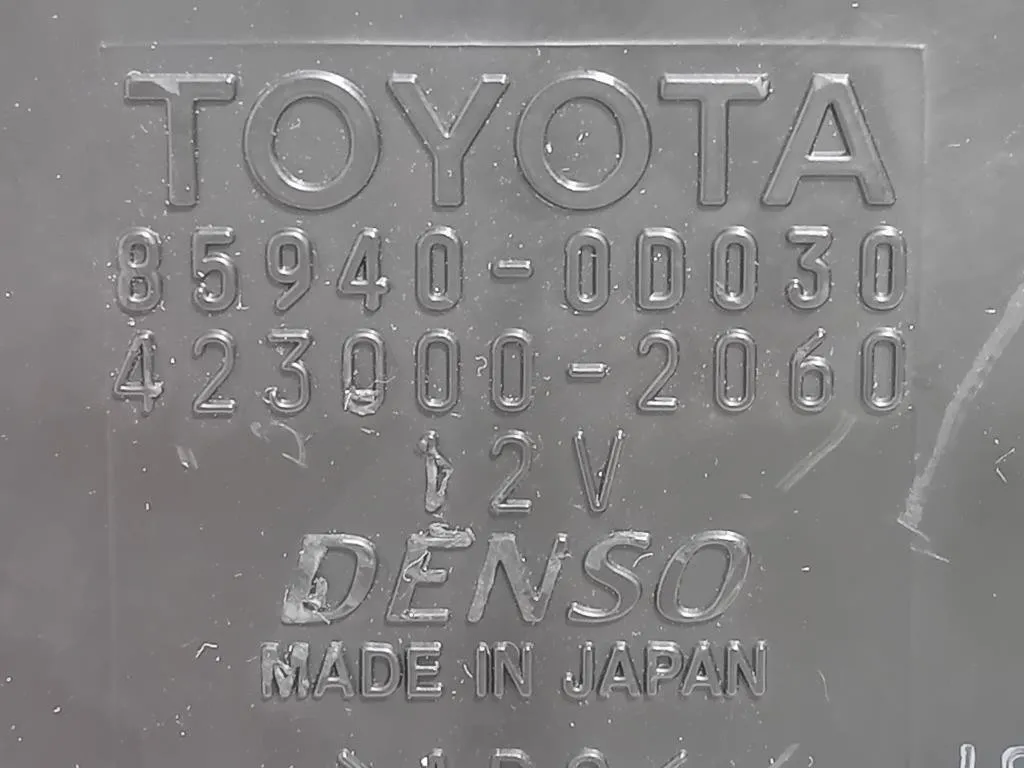 TOYOTA
85940-0D030
423000-2060
12V
DENSO
MADE IN JAPAN